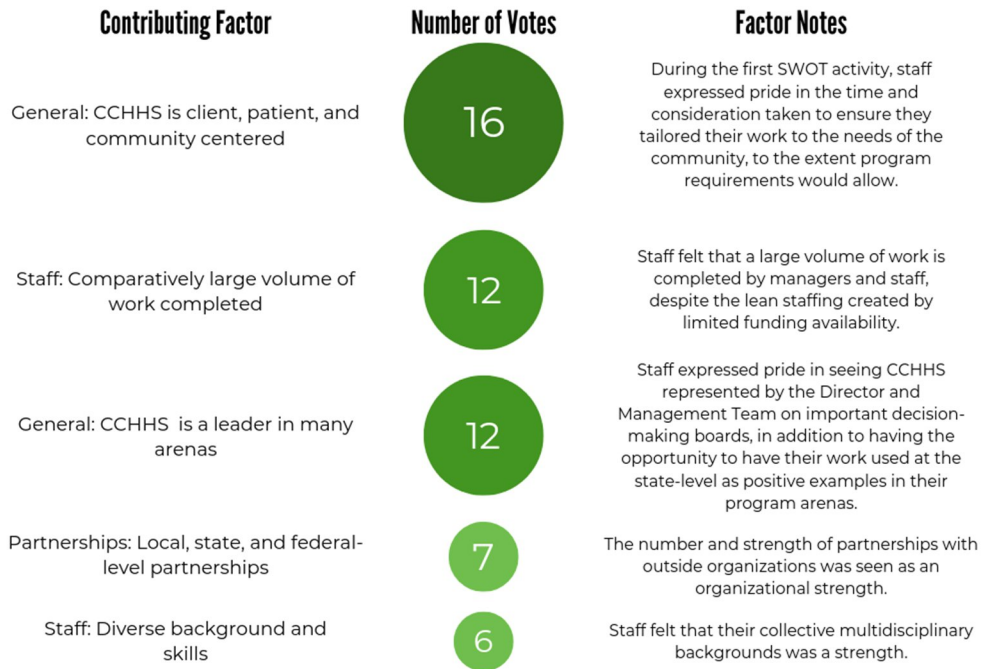 Contributing Factor
Number of Votes
Factor Notes
General: CCHHS is client, patient, and
community centered
16
During the first SWOT activity, staff
expressed pride in the time and
consideration taken to ensure they
tailored their work to the needs of the
community, to the extent program
requirements would allow.
Staff: Comparatively large volume of
work completed
12
Staff felt that a large volume of work is
completed by managers and staff,
despite the lean staffing created by
limited funding availability.
General: CCHHS is a leader in many
arenas
12
Staff expressed pride in seeing CCHHS
represented by the Director and
Management Team on important decision-
making boards, in addition to having the
opportunity to have their work used at the
state-level as positive examples in their
program arenas.
Partnerships: Local, state, and federal-
level partnerships
7
The number and strength of partnerships with
outside organizations was seen as an
organizational strength.
Staff: Diverse background and
skills
6
Staff felt that their collective multidisciplinary
backgrounds was a strength.